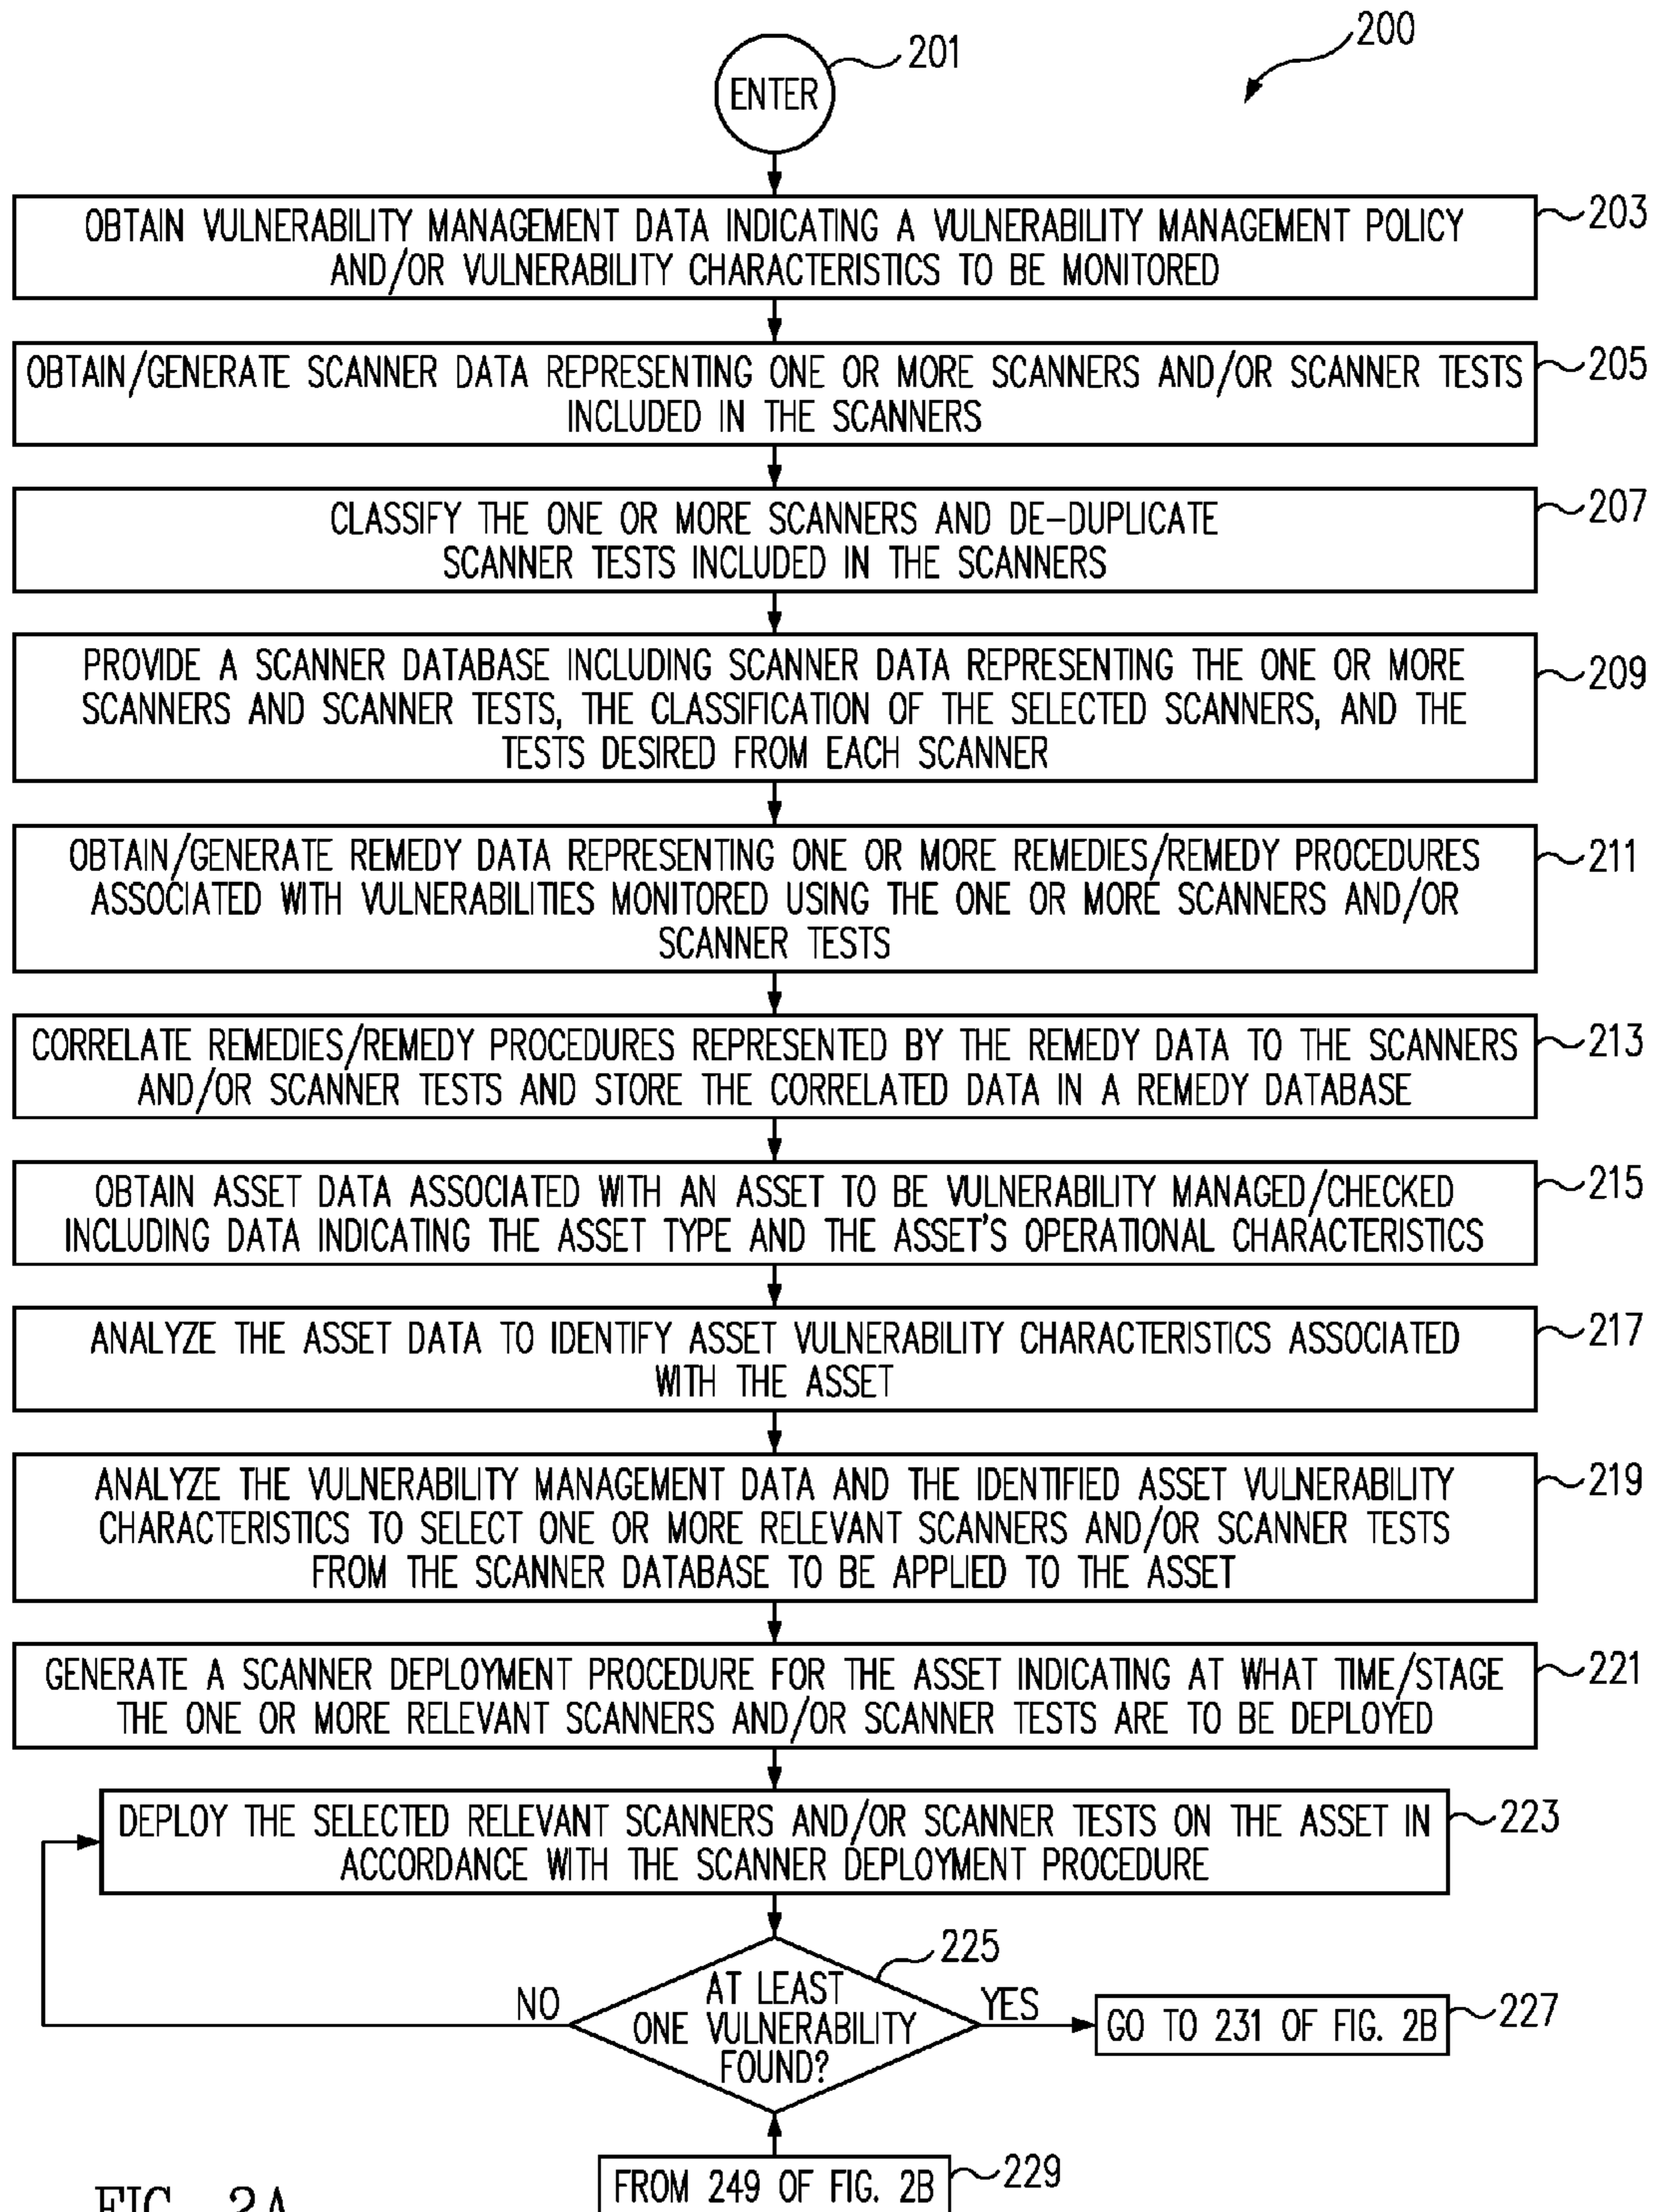 200
201
ENTER
203
OBTAIN VULNERABILITY MANAGEMENT DATA INDICATING A VULNERABILITY MANAGEMENT POLICY
AND/OR VULNERABILITY CHARACTERISTICS TO BE MONITORED
205
OBTAIN/GENERATE SCANNER DATA REPRESENTING ONE OR MORE SCANNERS AND/OR SCANNER TESTS
INCLUDED IN THE SCANNERS
207
CLASSIFY THE ONE OR MORE SCANNERS AND DE-DUPLICATE
SCANNER TESTS INCLUDED IN THE SCANNERS
209
PROVIDE A SCANNER DATABASE INCLUDING SCANNER DATA REPRESENTING THE ONE OR MORE
SCANNERS AND SCANNER TESTS, THE CLASSIFICATION OF THE SELECTED SCANNERS, AND THE
TESTS DESIRED FROM EACH SCANNER
211
OBTAIN/GENERATE REMEDY DATA REPRESENTING ONE OR MORE REMEDIES/REMEDY PROCEDURES
ASSOCIATED WITH VULNERABILITIES MONITORED USING THE ONE OR MORE SCANNERS AND/OR
SCANNER TESTS
213
CORRELATE REMEDIES/REMEDY PROCEDURES REPRESENTED BY THE REMEDY DATA TO THE SCANNERS
AND/OR SCANNER TESTS AND STORE THE CORRELATED DATA IN A REMEDY DATABASE
215
OBTAIN ASSET DATA ASSOCIATED WITH AN ASSET TO BE VULNERABILITY MANAGED/CHECKED
INCLUDING DATA INDICATING THE ASSET TYPE AND THE ASSET'S OPERATIONAL CHARACTERISTICS
217
ANALYZE THE ASSET DATA TO IDENTIFY ASSET VULNERABILITY CHARACTERISTICS ASSOCIATED
WITH THE ASSET
219
ANALYZE THE VULNERABILITY MANAGEMENT DATA AND THE IDENTIFIED ASSET VULNERABILITY
CHARACTERISTICS TO SELECT ONE OR MORE RELEVANT SCANNERS AND/OR SCANNER TESTS
FROM THE SCANNER DATABASE TO BE APPLIED TO THE ASSET
221
GENERATE A SCANNER DEPLOYMENT PROCEDURE FOR THE ASSET INDICATING AT WHAT TIME/STAGE
THE ONE OR MORE RELEVANT SCANNERS AND/OR SCANNER TESTS ARE TO BE DEPLOYED
223
DEPLOY THE SELECTED RELEVANT SCANNERS AND/OR SCANNER TESTS ON THE ASSET IN
ACCORDANCE WITH THE SCANNER DEPLOYMENT PROCEDURE
225
AT LEAST
ONE VULNERABILITY
FOUND?
NO
YES
GO TO 231 OF FIG. 2B
227
FROM 249 OF FIG. 2B
229
FIG. 2A